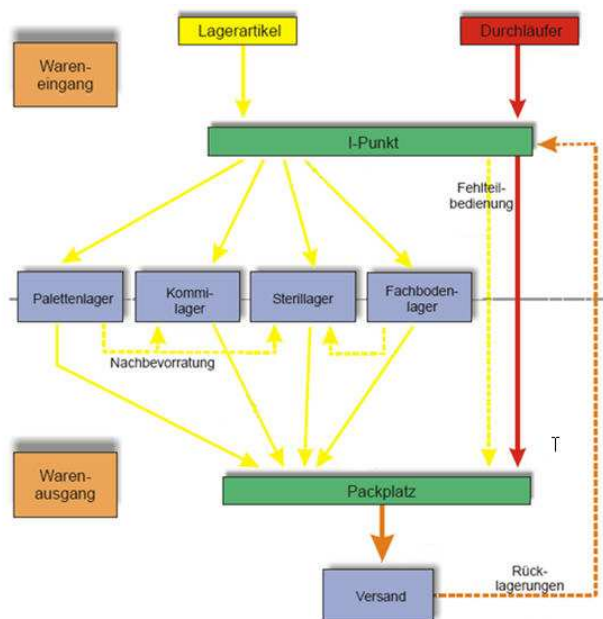 Lagerartikel
Durchläufer
Waren-
eingang
I-Punkt
Fehlteil-
bedienung
Palettenlager
Kommi-
lager
Sterillager
Fachboden-
lager
Nachbevorratung
Waren-
ausgang
Packplatz
Rück-
lagerungen
Versand